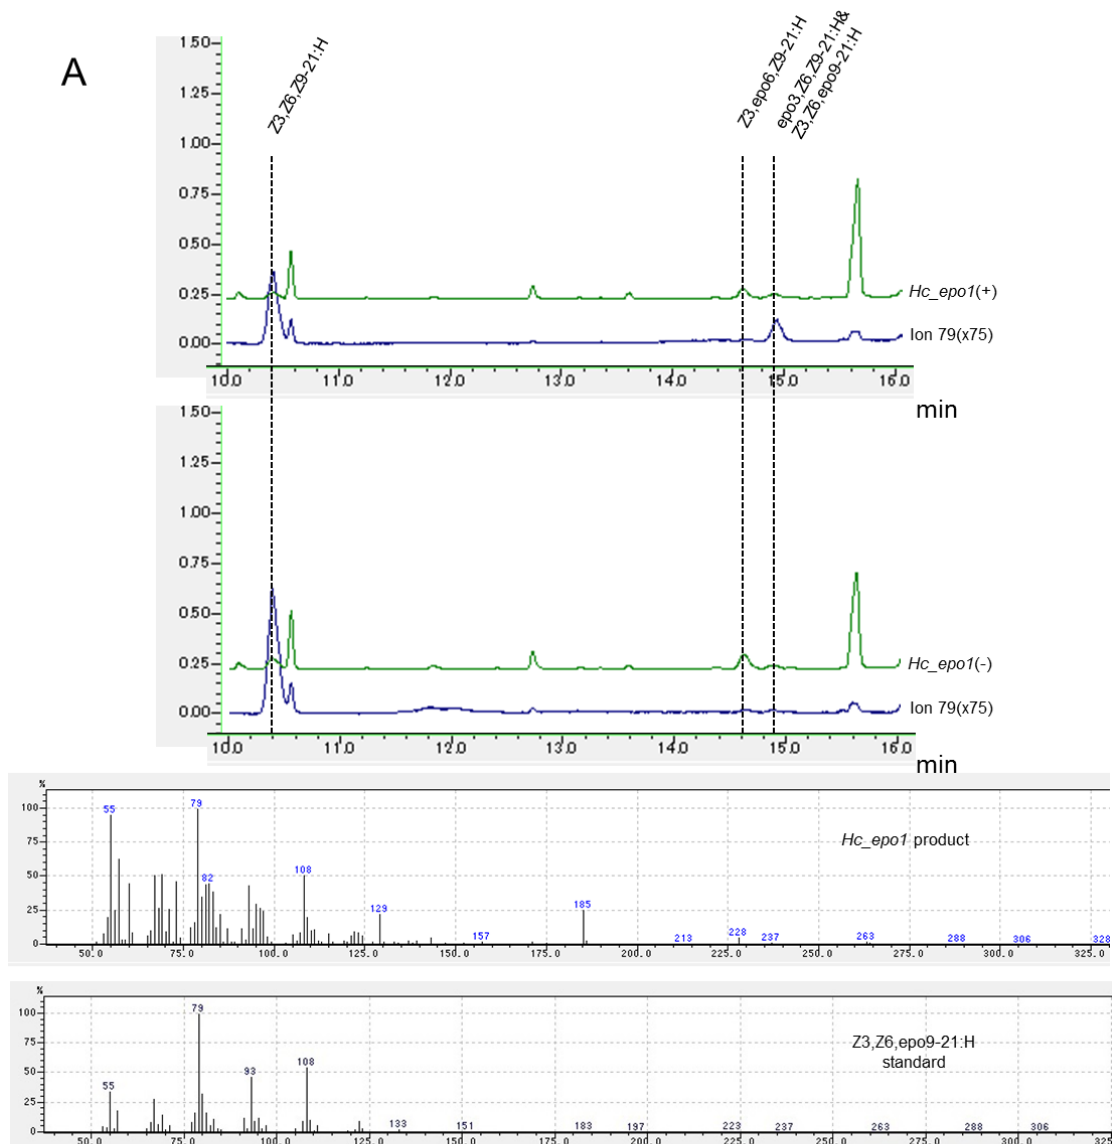 A
Z3,Z6,Z9-21:H
Z3,epo6,Z9-21:H
epo3,Z6,Z9-21:H&
Z3,Z6,epo9-21:H
1.50
1.25
1.00
0.75
0.50
0.25
0.00
Hc_epo1(+)
Ion 79(x75)
10.0 11.0 12.0 13.0 14.0 15.0 16.0
min
1.50
1.25
1.00
0.75
0.50
0.25
0.00
Hc_epo1(-)
Ion 79(x75)
10.0 11.0 12.0 13.0 14.0 15.0 16.0
min
%
100
75
50
25
0
55 79 82 108 129 157 185 213 228 237 263 288 306 328
Hc_epo1 product
50.0 75.0 100.0 125.0 150.0 175.0 200.0 225.0 250.0 275.0 300.0 325.0
%
100
75
50
25
0
55 79 93 108 133 151 183 197 223 237 263 288 306
Z3,Z6,epo9-21:H
standard
50.0 75.0 100.0 125.0 150.0 175.0 200.0 225.0 250.0 275.0 300.0